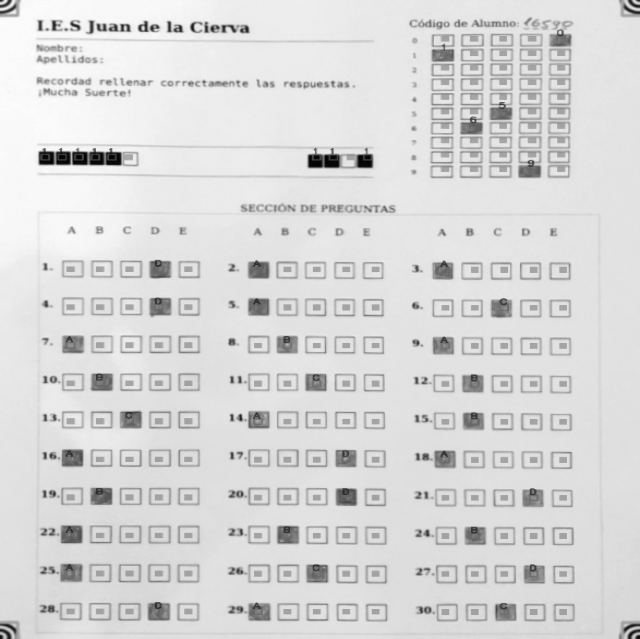 I.E.S Juan de la Cierva
Nombre:
Apellidos:
Recordad rellenar correctamente las respuestas.
¡Mucha Suerte!
Código de Alumno: 16590
0 0
1 1
2
3
4
5 5
6 6
7
8
9 9
1 1 1 1 1 1 1 1
SECCIÓN DE PREGUNTAS
A B C D E A B C D E A B C D E
1. D 2. A 3. A
4. D 5. A 6. C
7. A 8. B 9. A
10. B 11. C 12. B
13. C 14. A 15. B
16. A 17. D 18. A
19. B 20. D 21. D
22. A 23. B 24. B
25. A 26. C 27. D
28. D 29. A 30. C